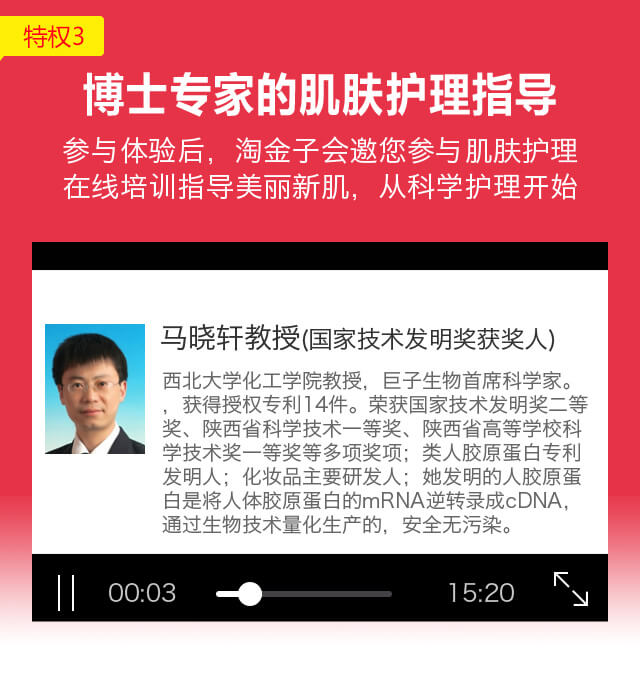 特权3
博士专家的肌肤护理指导
参与体验后，淘金子会邀您参与肌肤护理
在线培训指导美丽新肌，从科学护理开始
马晓轩教授(国家技术发明奖获奖人)
西北大学化工学院教授，巨子生物首席科学家。
，获得授权专利14件。荣获国家技术发明奖二等
奖、陕西省科学技术一等奖、陕西省高等学校科
学技术奖一等奖等多项奖项；类人胶原蛋白专利
发明人；化妆品主要研发人；她发明的人胶原蛋
白是将人体胶原蛋白的mRNA逆转录成cDNA，
通过生物技术量化生产的，安全无污染。
00:03
15:20